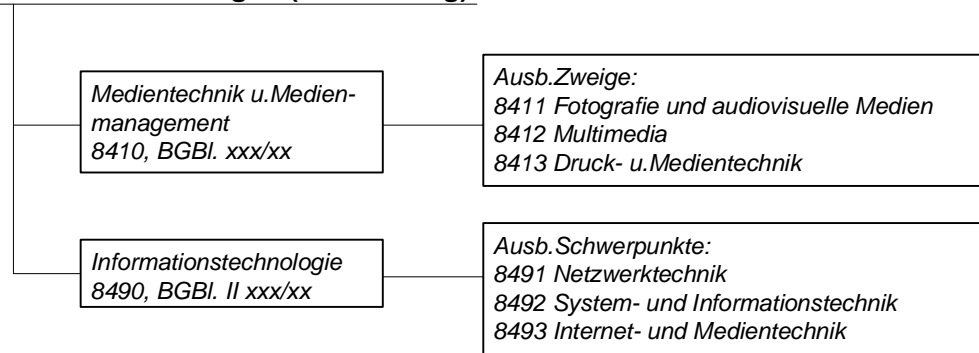 Medientechnik u.Medien-
management
8410, BGBl. xxx/xx
Ausb.Zweige:
8411 Fotografie und audiovisuelle Medien
8412 Multimedia
8413 Druck- u.Medientechnik
Informationstechnologie
8490, BGBl. II xxx/xx
Ausb.Schwerpunkte:
8491 Netzwerktechnik
8492 System- und Informationstechnik
8493 Internet- und Medientechnik